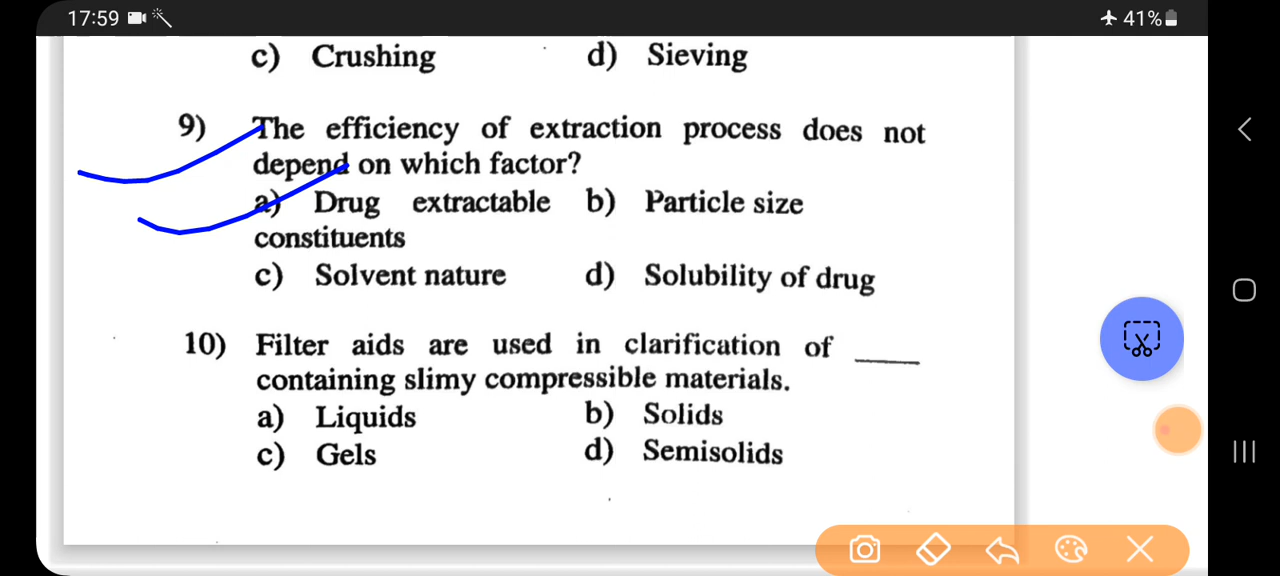 17:59 41%
c) Crushing d) Sieving
9) The efficiency of extraction process does not
depend on which factor?
a) Drug extractable b) Particle size
constituents
c) Solvent nature d) Solubility of drug
10) Filter aids are used in clarification of ____
containing slimy compressible materials.
a) Liquids b) Solids
c) Gels d) Semisolids